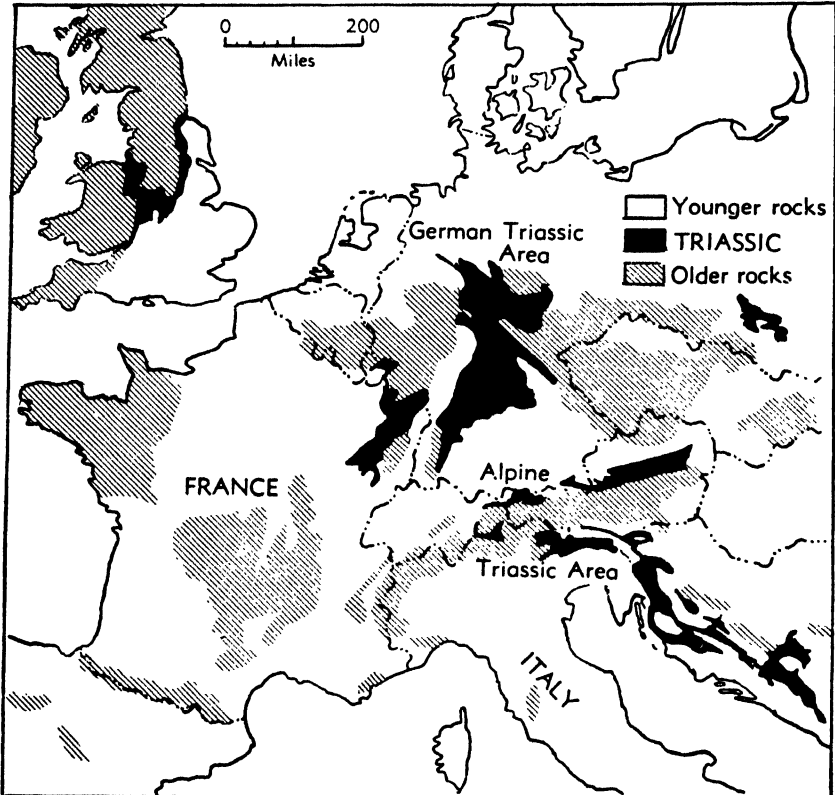 0 200
Miles
Younger rocks
German Triassic
Area
TRIASSIC
Older rocks
Alpine
FRANCE
Triassic Area
ITALY